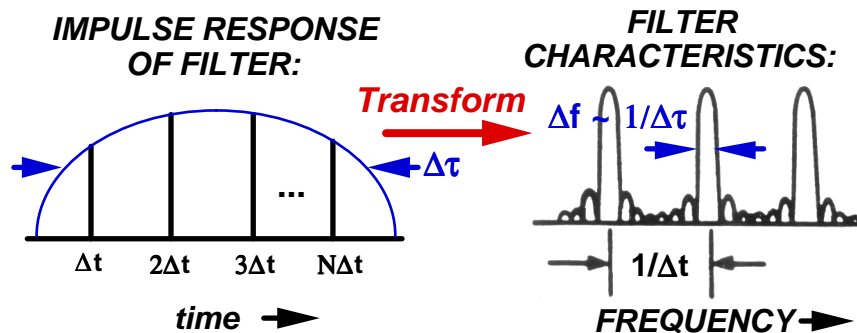 IMPULSE RESPONSE
OF FILTER:
Δτ
...
Δt 2Δt 3Δt NΔt
time
Transform
FILTER
CHARACTERISTICS:
Δf ~ 1/Δτ
1/Δt
FREQUENCY